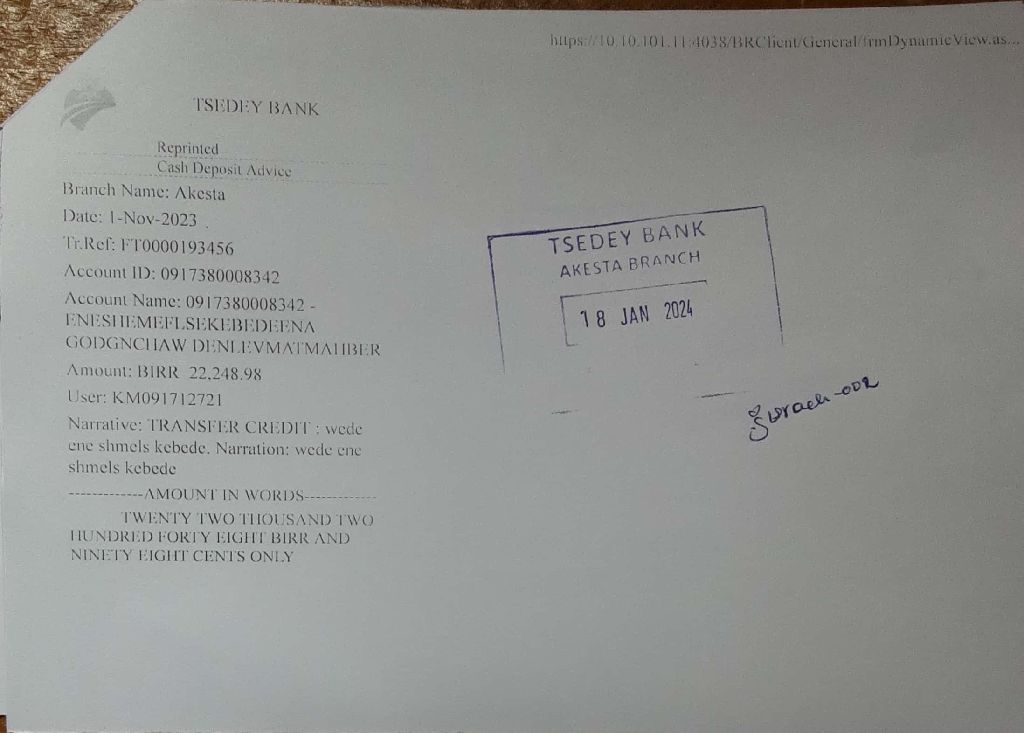 https://10.10.101.11:4038/BRClient/General/frmDynamicView.as...
TSEDEY BANK
Reprinted
Cash Deposit Advice
Branch Name: Akesta
Date: 1-Nov-2023
Tr.Ref: FT0000193456
Account ID: 0917380008342
Account Name: 0917380008342 -
ENESHEMEFLSEKEBEDEENA
GODGNCHAW DENLEVMATMAHBER
Amount: BIRR 22,248.98
User: KM091712721
Narrative: TRANSFER CREDIT : wede
ene shmels kebede. Narration: wede ene
shmels kebede
-------------AMOUNT IN WORDS-------------
TWENTY TWO THOUSAND TWO
HUNDRED FORTY EIGHT BIRR AND
NINETY EIGHT CENTS ONLY
TSEDEY BANK
AKESTA BRANCH
18 JAN 2024